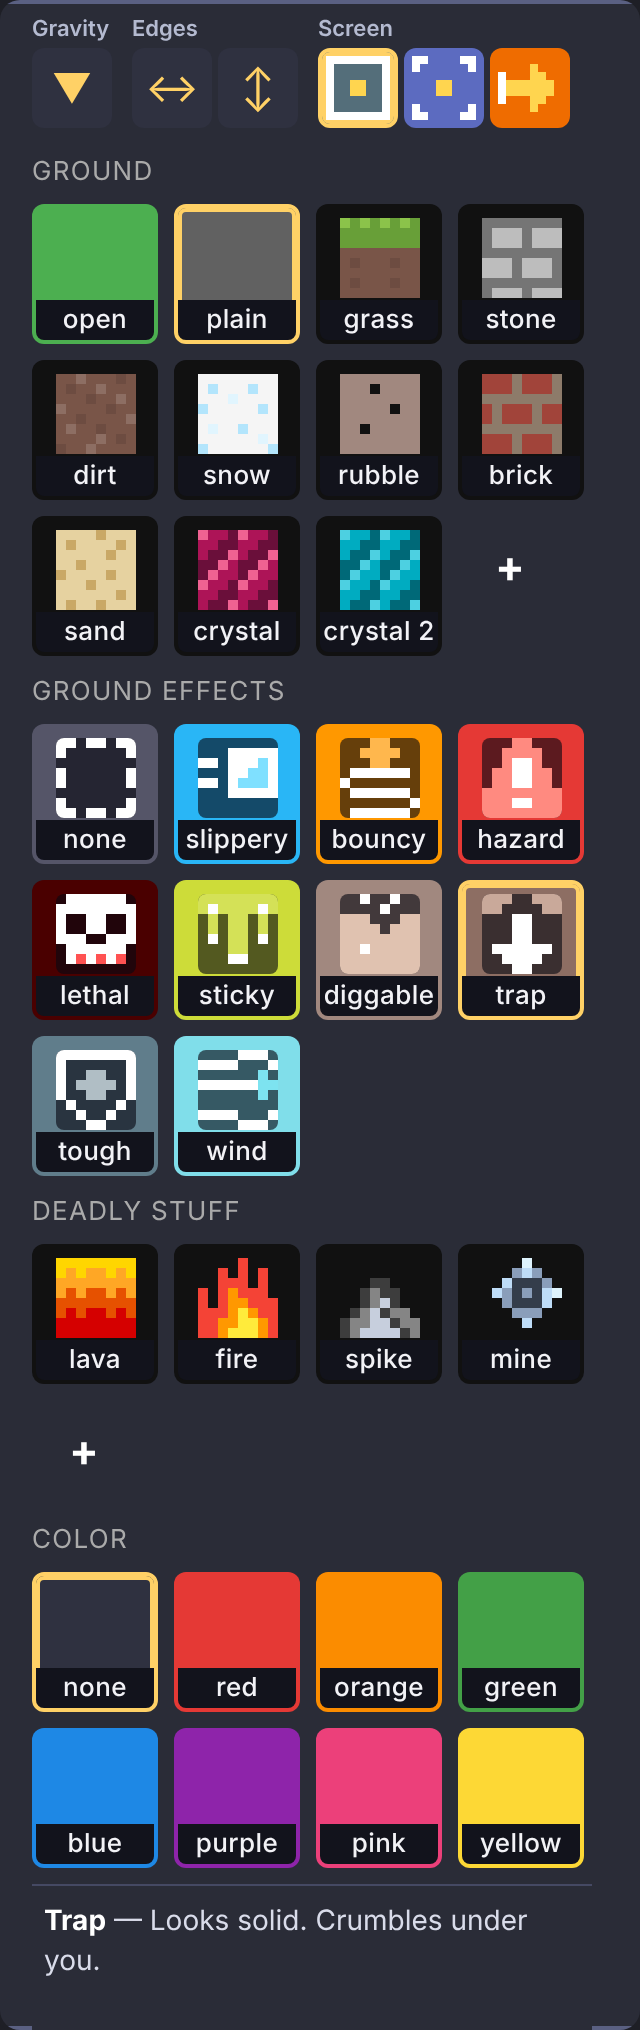 Gravity Edges Screen
GROUND
open plain grass stone
dirt snow rubble brick
sand crystal crystal 2 +
GROUND EFFECTS
none slippery bouncy hazard
lethal sticky diggable trap
tough wind
DEADLY STUFF
lava fire spike mine
+
COLOR
none red orange green
blue purple pink yellow
Trap — Looks solid. Crumbles under
you.